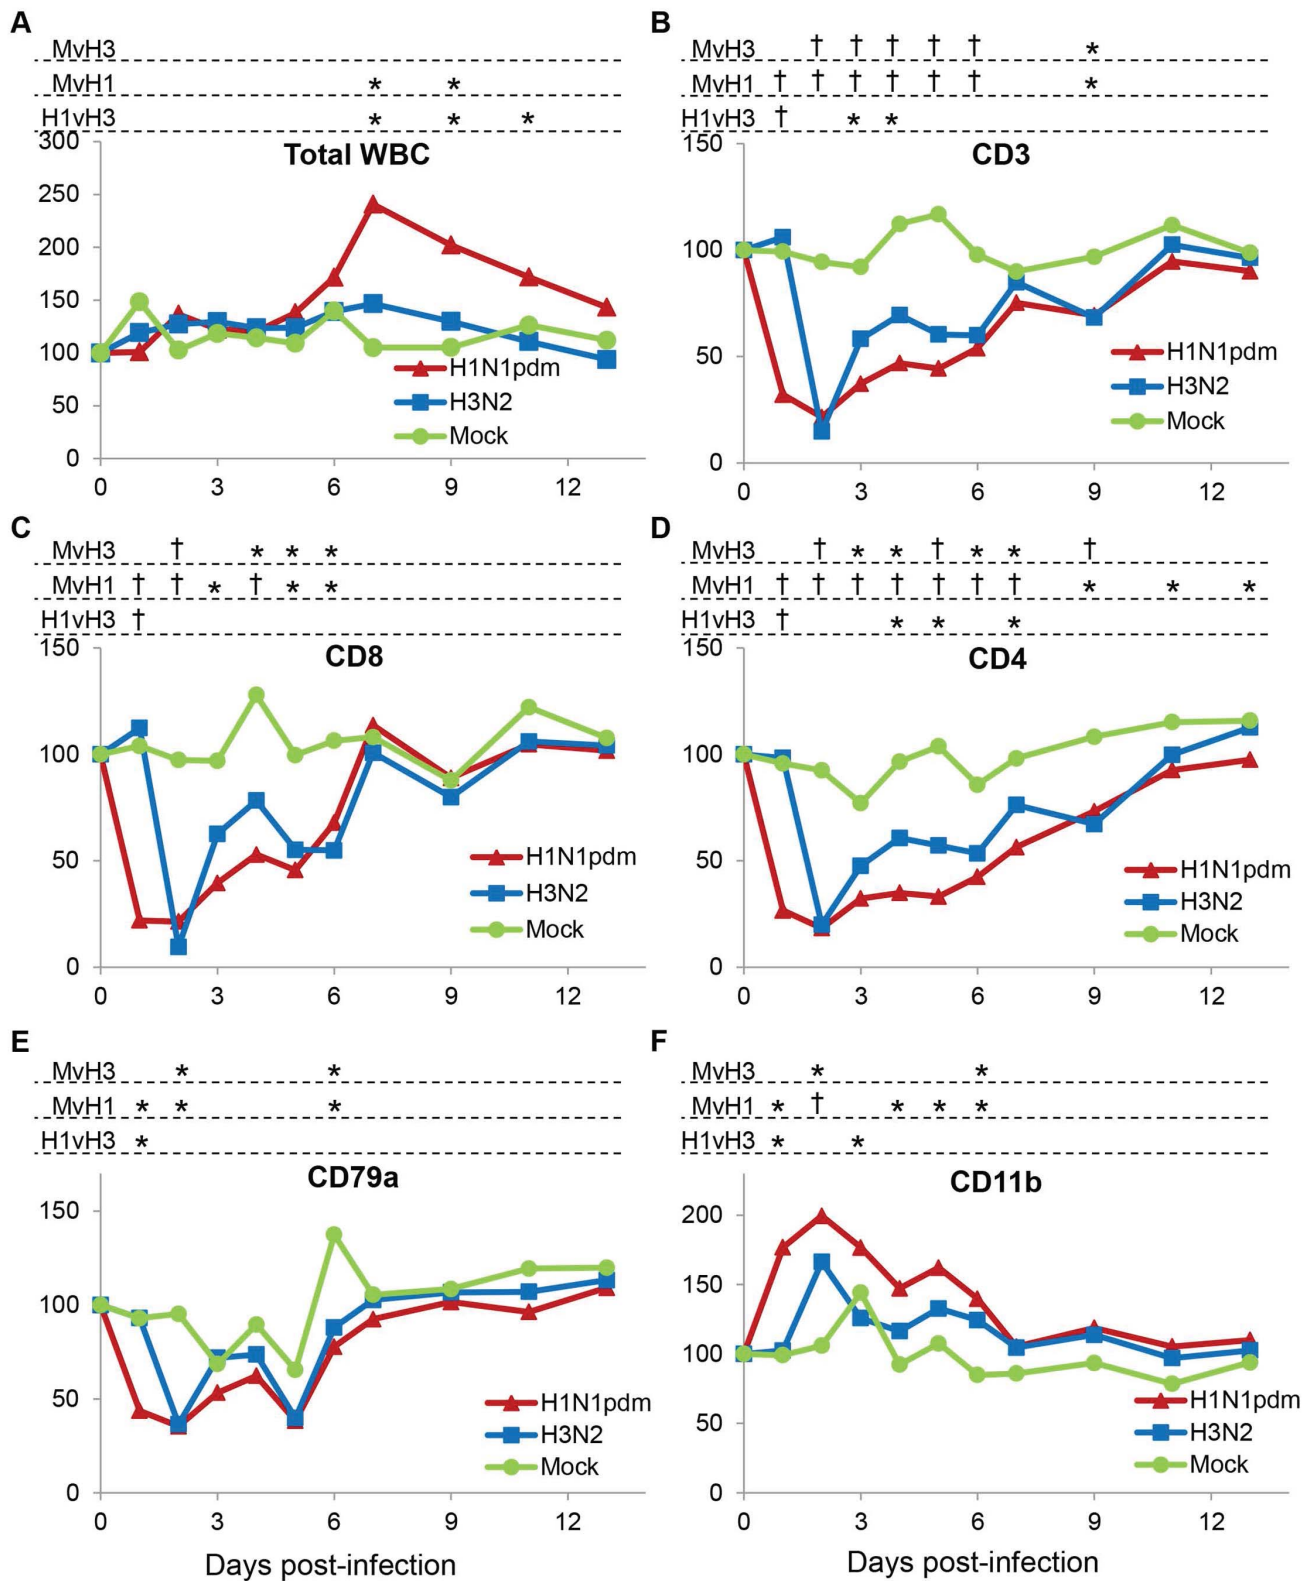 A
MvH3
MvH1 * *
H1vH3 * * *
Total WBC
300
250
200
150
100
50
0
0 3 6 9 12
H1N1pdm
H3N2
Mock
B
MvH3 † † † † † *
MvH1 † † † † † † *
H1vH3 † * *
CD3
150
100
50
0
0 3 6 9 12
H1N1pdm
H3N2
Mock
C
MvH3 † * * *
MvH1 † † * † * *
H1vH3 †
CD8
150
100
50
0
0 3 6 9 12
H1N1pdm
H3N2
Mock
D
MvH3 † * * † * * †
MvH1 † † † † † † † * * *
H1vH3 † * * *
CD4
150
100
50
0
0 3 6 9 12
H1N1pdm
H3N2
Mock
E
MvH3 * *
MvH1 * * *
H1vH3 *
CD79a
150
100
50
0
0 3 6 9 12
H1N1pdm
H3N2
Mock
Days post-infection
F
MvH3 * *
MvH1 * † * * *
H1vH3 * *
CD11b
200
150
100
50
0
0 3 6 9 12
H1N1pdm
H3N2
Mock
Days post-infection